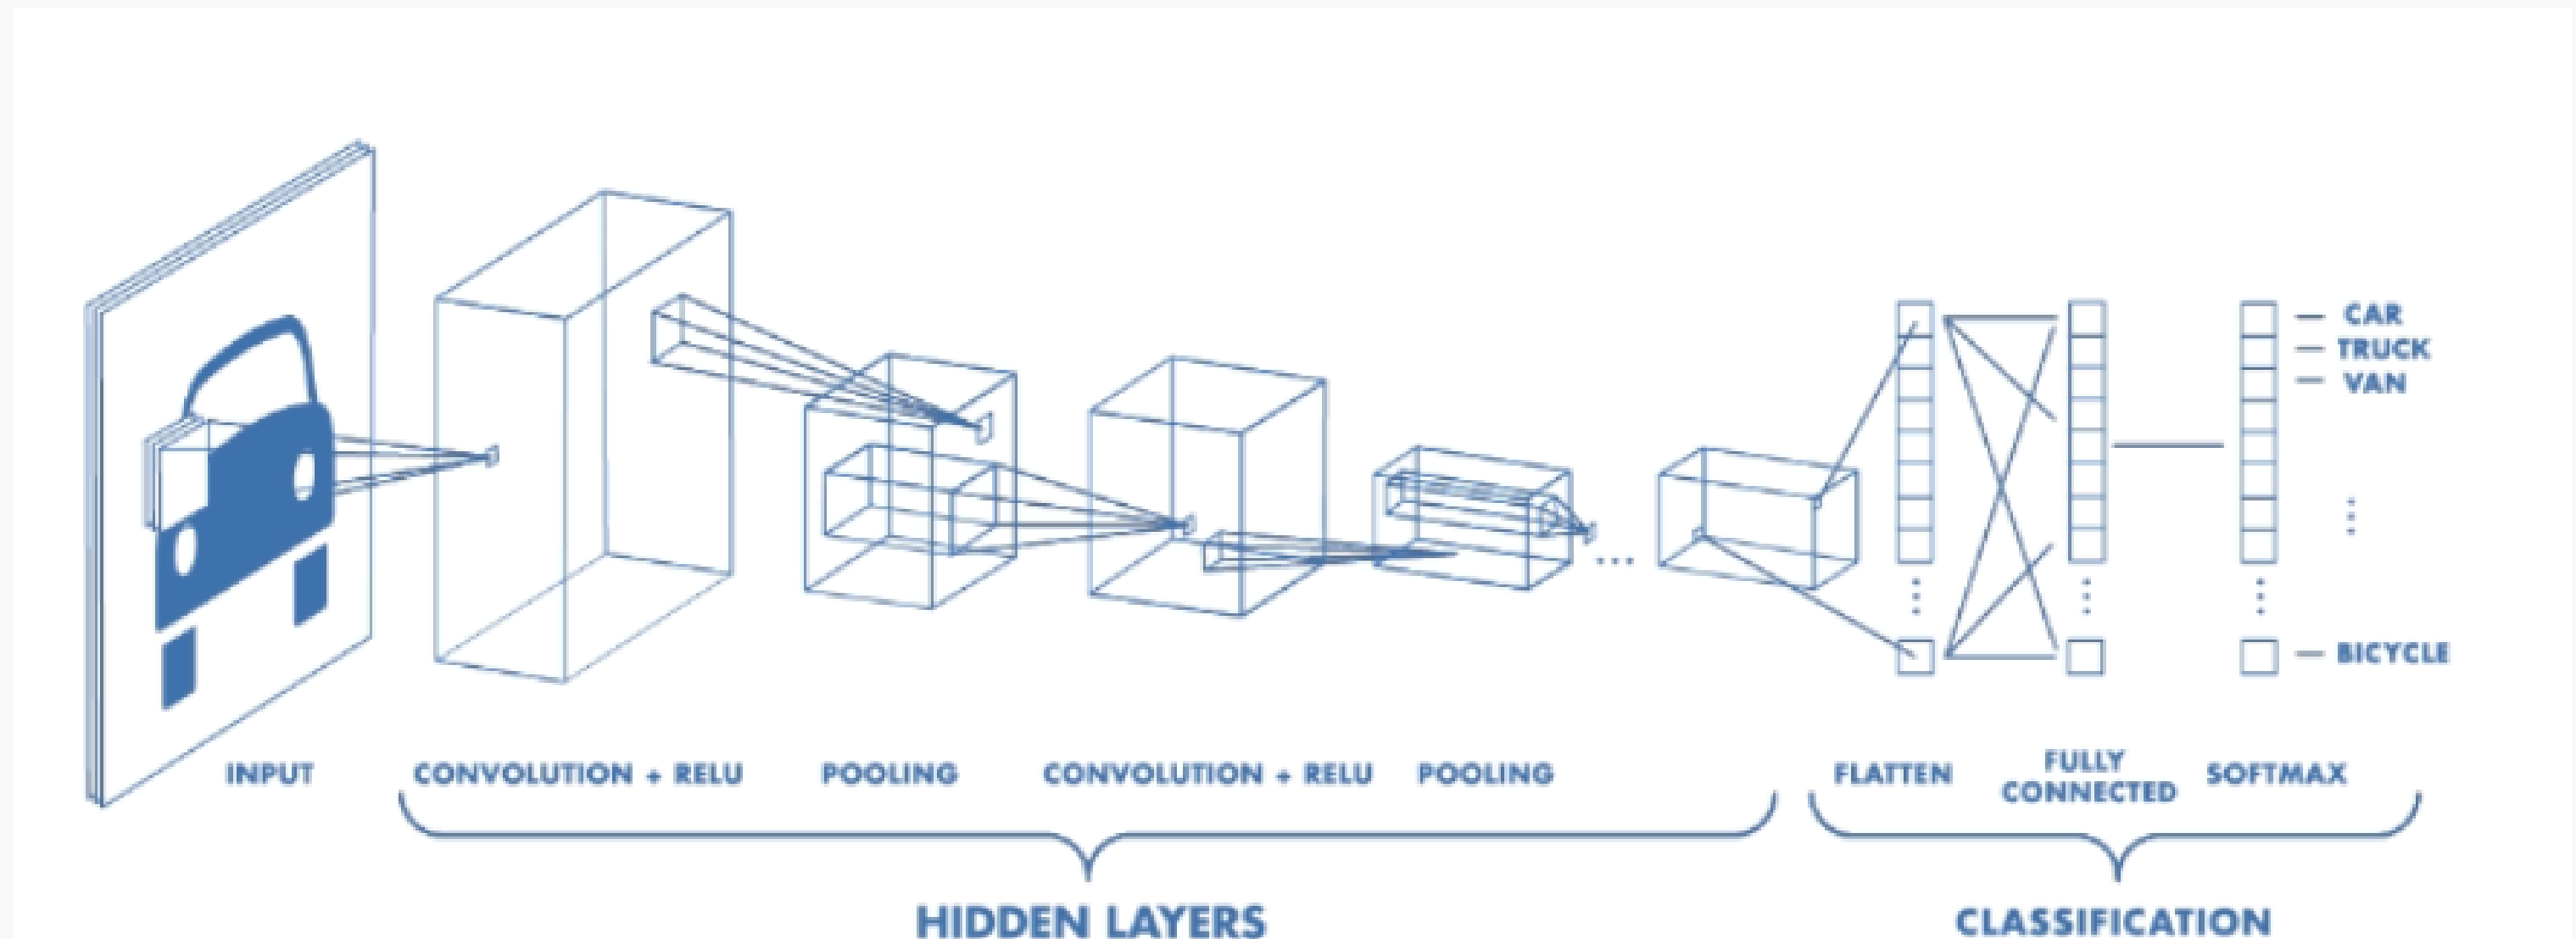 CAR
TRUCK
VAN
BICYCLE
INPUT
CONVOLUTION + RELU
POOLING
CONVOLUTION + RELU
POOLING
FLATTEN
FULLY
CONNECTED
SOFTMAX
HIDDEN LAYERS
CLASSIFICATION